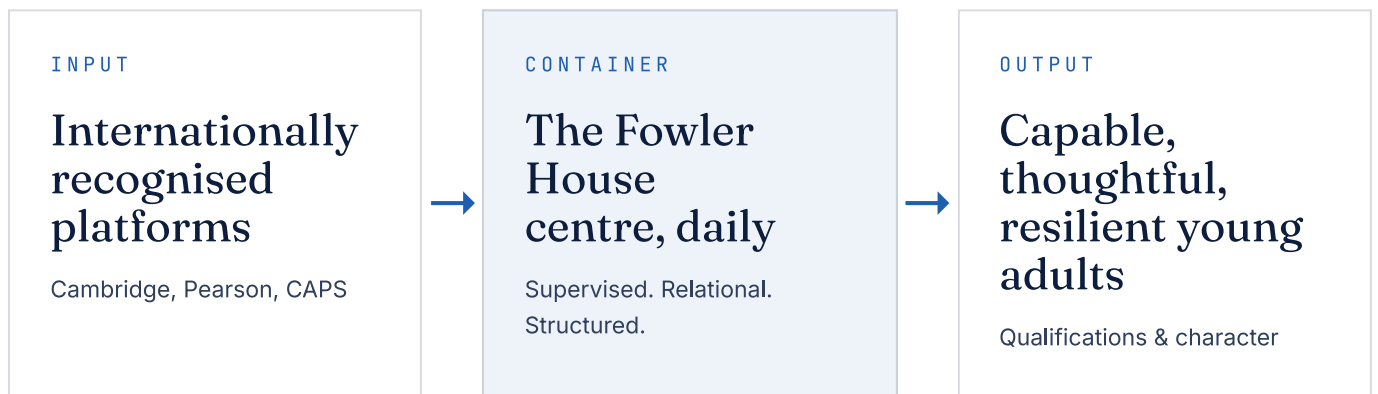 INPUT
Internationally
recognised
platforms
Cambridge, Pearson, CAPS
CONTAINER
The Fowler
House
centre, daily
Supervised. Relational.
Structured.
OUTPUT
Capable,
thoughtful,
resilient young
adults
Qualifications & character